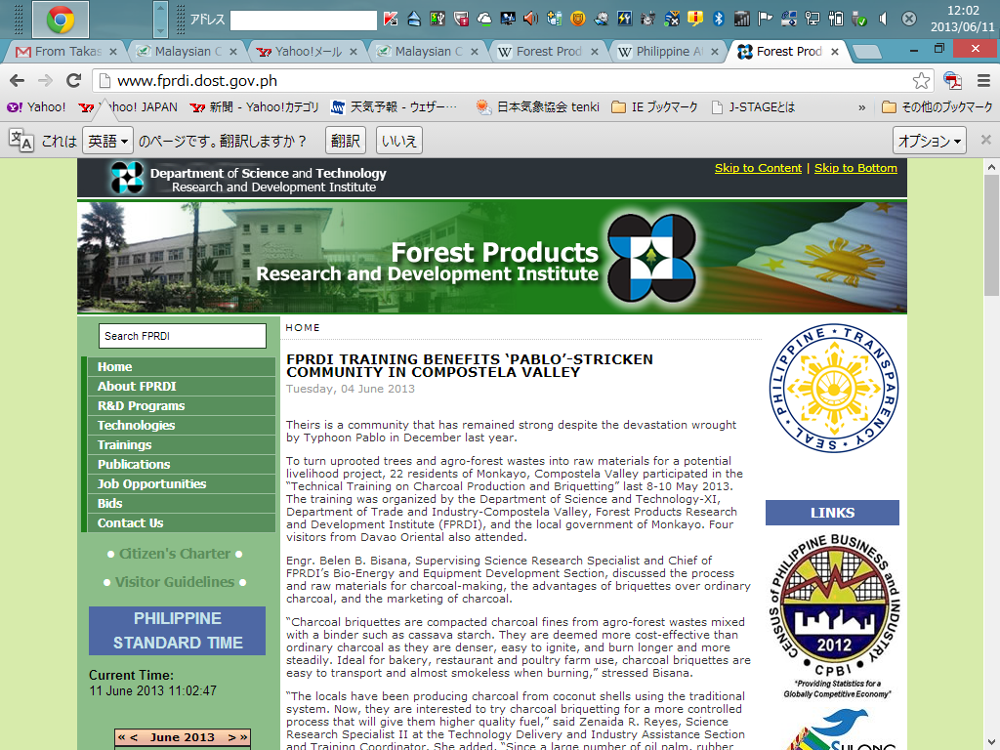 アドレス
12:02
2013/06/11
From Takas
Malaysian C
Yahoo!メール
Malaysian C
Forest Prod
Philippine A
Forest Prod
www.fprdi.dost.gov.ph
Yahoo!
Yahoo! JAPAN
新聞 - Yahoo!カテゴリ
天気予報 - ウェザー…
日本気象協会 tenki
IE ブックマーク
J-STAGEとは
»
その他のブックマーク
これは 英語 のページです。翻訳しますか? 翻訳 いいえ オプション
Department of Science and Technology
Research and Development Institute
Skip to Content | Skip to Bottom
Forest Products
Research and Development Institute
Search FPRDI
Home
About FPRDI
R&D Programs
Technologies
Trainings
Publications
Job Opportunities
Bids
Contact Us
Citizen's Charter
Visitor Guidelines
PHILIPPINE
STANDARD TIME
Current Time:
11 June 2013 11:02:47
« < June 2013 > »
HOME
FPRDI TRAINING BENEFITS ‘PABLO’-STRICKEN
COMMUNITY IN COMPOSTELA VALLEY
Tuesday, 04 June 2013
Theirs is a community that has remained strong despite the devastation wrought
by Typhoon Pablo in December last year.
To turn uprooted trees and agro-forest wastes into raw materials for a potential
livelihood project, 22 residents of Monkayo, Compostela Valley participated in the
“Technical Training on Charcoal Production and Briquetting” last 8-10 May 2013.
The training was organized by the Department of Science and Technology-XI,
Department of Trade and Industry-Compostela Valley, Forest Products Research
and Development Institute (FPRDI), and the local government of Monkayo. Four
visitors from Davao Oriental also attended.
Engr. Belen B. Bisana, Supervising Science Research Specialist and Chief of
FPRDI’s Bio-Energy and Equipment Development Section, discussed the process
and raw materials for charcoal-making, the advantages of briquettes over ordinary
charcoal, and the marketing of charcoal.
“Charcoal briquettes are compacted charcoal fines from agro-forest wastes mixed
with a binder such as cassava starch. They are deemed more cost-effective than
ordinary charcoal as they are denser, easy to ignite, and burn longer and more
steadily. Ideal for bakery, restaurant and poultry farm use, charcoal briquettes are
easy to transport and almost smokeless when burning,” stressed Bisana.
“The locals have been producing charcoal from coconut shells using the traditional
system. Now, they are interested to try charcoal briquetting for a more controlled
process that will give them higher quality fuel,” said Zenaida R. Reyes, Science
Research Specialist II at the Technology Delivery and Industry Assistance Section
and Training Coordinator. She added, “Since a large number of oil palm, rubber
PHILIPPINE TRANSPARENCY SEAL
LINKS
CENSUS OF PHILIPPINE BUSINESS AND INDUSTRY
2012
CPBI
"Providing Statistics for a
Globally Competitive Economy"
SULONG